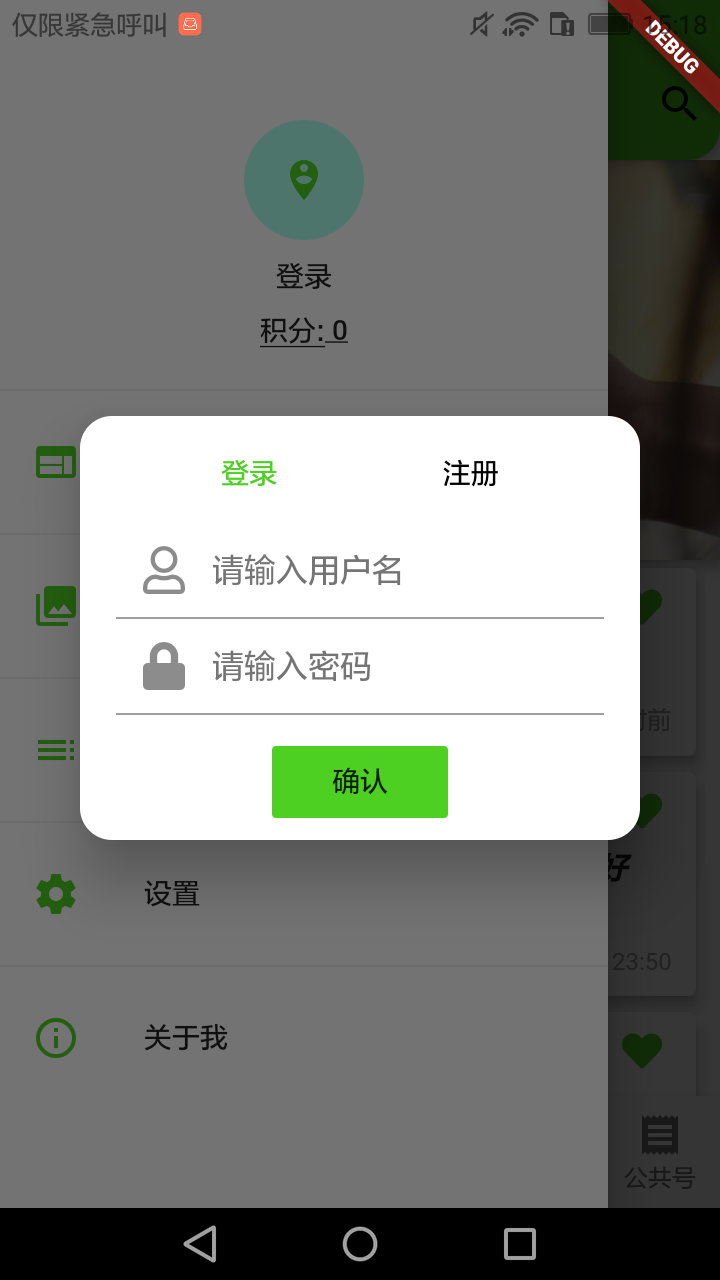 仅限紧急呼叫
15:18
DEBUG
登录
积分: 0
登录
注册
请输入用户名
请输入密码
确认
前
好
设置
23:50
关于我
公共号